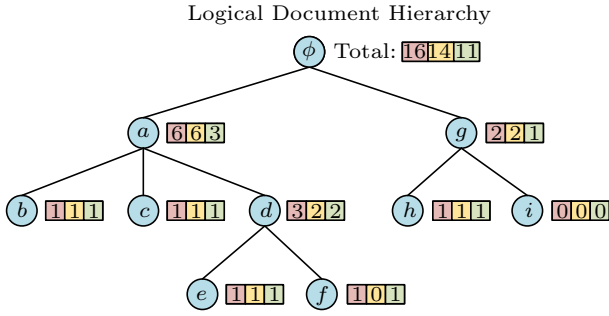 Logical Document Hierarchy
ϕ Total: 16 14 11
a 6 6 3 g 2 2 1
b 1 1 1 c 1 1 1 d 3 2 2 h 1 1 1 i 0 0 0
e 1 1 1 f 1 0 1